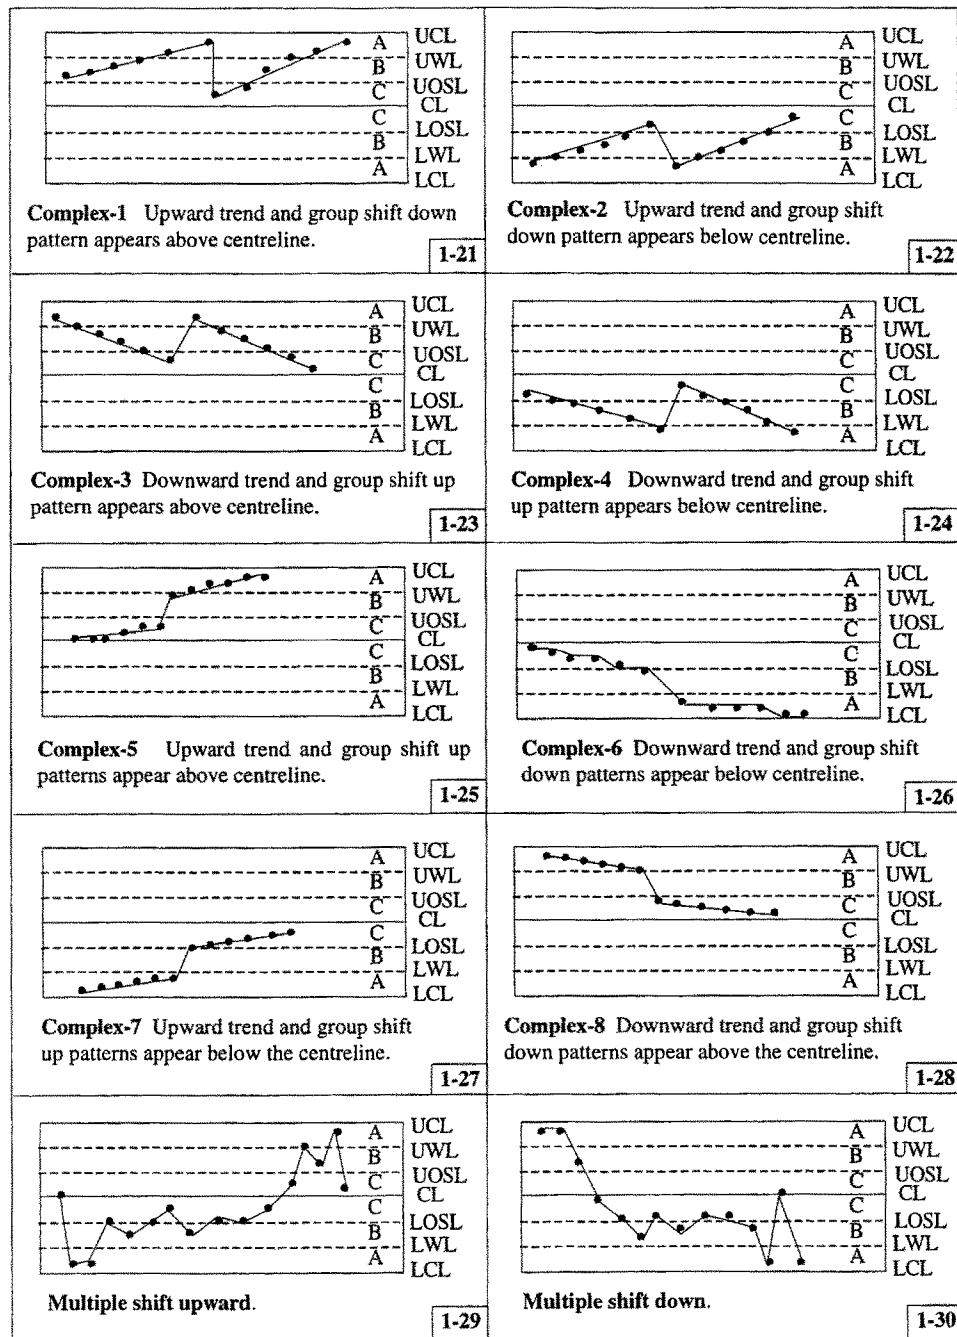 A UCL
B UWL
C UOSL
CL
C LOSL
B LWL
A LCL
Complex-1 Upward trend and group shift down
pattern appears above centreline.
1-21
A UCL
B UWL
C UOSL
CL
C LOSL
B LWL
A LCL
Complex-2 Upward trend and group shift
down pattern appears below centreline.
1-22
A UCL
B UWL
C UOSL
CL
C LOSL
B LWL
A LCL
Complex-3 Downward trend and group shift up
pattern appears above centreline.
1-23
A UCL
B UWL
C UOSL
CL
C LOSL
B LWL
A LCL
Complex-4 Downward trend and group shift
up pattern appears below centreline.
1-24
A UCL
B UWL
C UOSL
CL
C LOSL
B LWL
A LCL
Complex-5 Upward trend and group shift up
patterns appear above centreline.
1-25
A UCL
B UWL
C UOSL
CL
C LOSL
B LWL
A LCL
Complex-6 Downward trend and group shift
down patterns appear below centreline.
1-26
A UCL
B UWL
C UOSL
CL
C LOSL
B LWL
A LCL
Complex-7 Upward trend and group shift
up patterns appear below the centreline.
1-27
A UCL
B UWL
C UOSL
CL
C LOSL
B LWL
A LCL
Complex-8 Downward trend and group shift
down patterns appear above the centreline.
1-28
A UCL
B UWL
C UOSL
CL
C LOSL
B LWL
A LCL
Multiple shift upward.
1-29
A UCL
B UWL
C UOSL
CL
C LOSL
B LWL
A LCL
Multiple shift down.
1-30